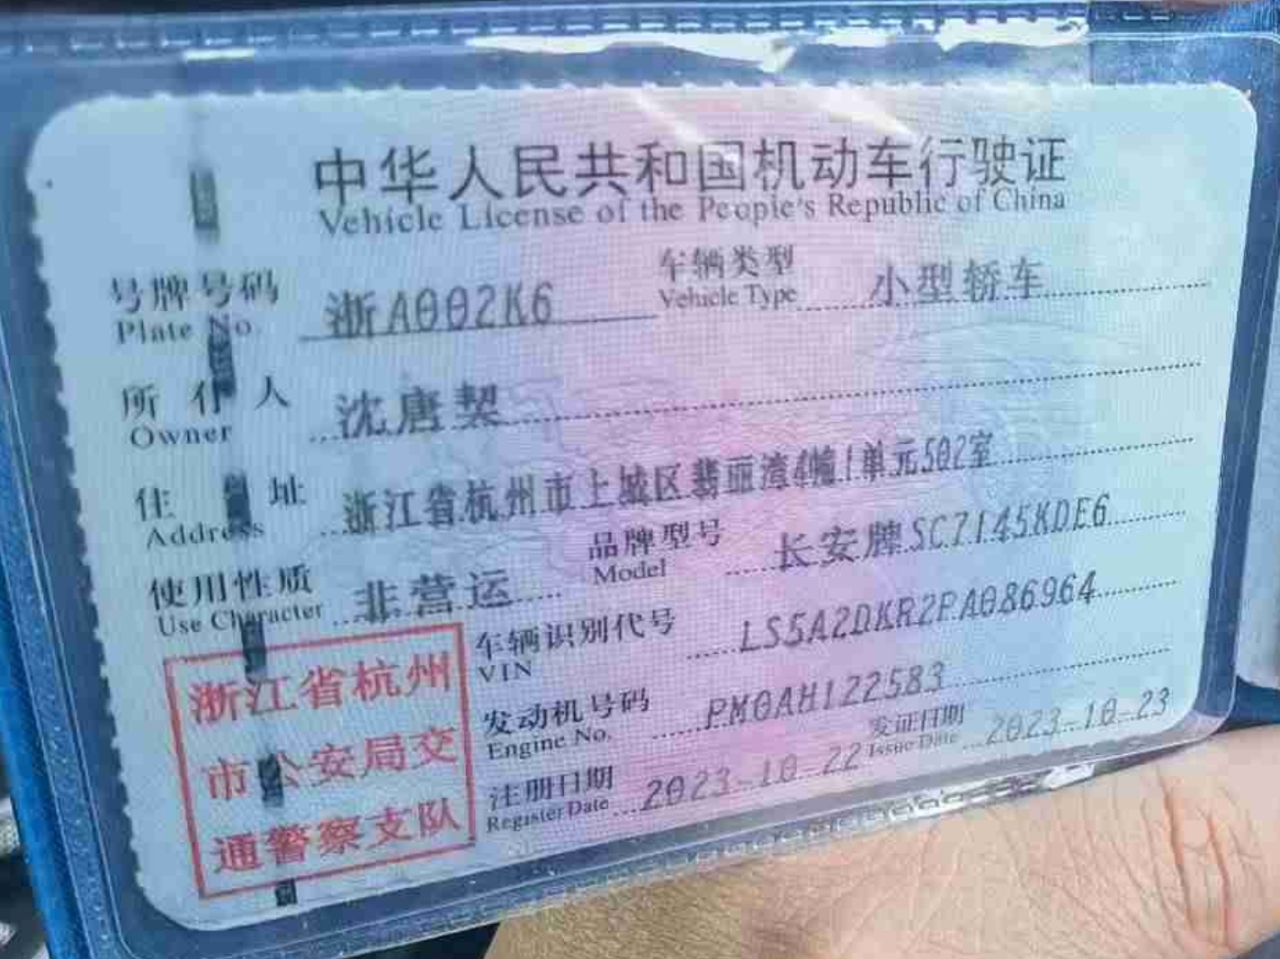 中华人民共和国机动车行驶证
Vehicle License of the People's Republic of China
号牌号码 浙A002K6 车辆类型 小型轿车
Plate No. Vehicle Type
所有人 沈唐契
Owner
住址 浙江省杭州市上城区翡丽湾4幢1单元502室
Address
使用性质 非营运 品牌型号 长安牌SC7145KDE6
Use Character Model
车辆识别代号 LS5A2DKR2PA086964
VIN
发动机号码 PM0AH122583
Engine No.
注册日期 2023-10-22 发证日期 2023-10-23
Register Date Issue Date
浙江省杭州
市公安局交
通警察支队